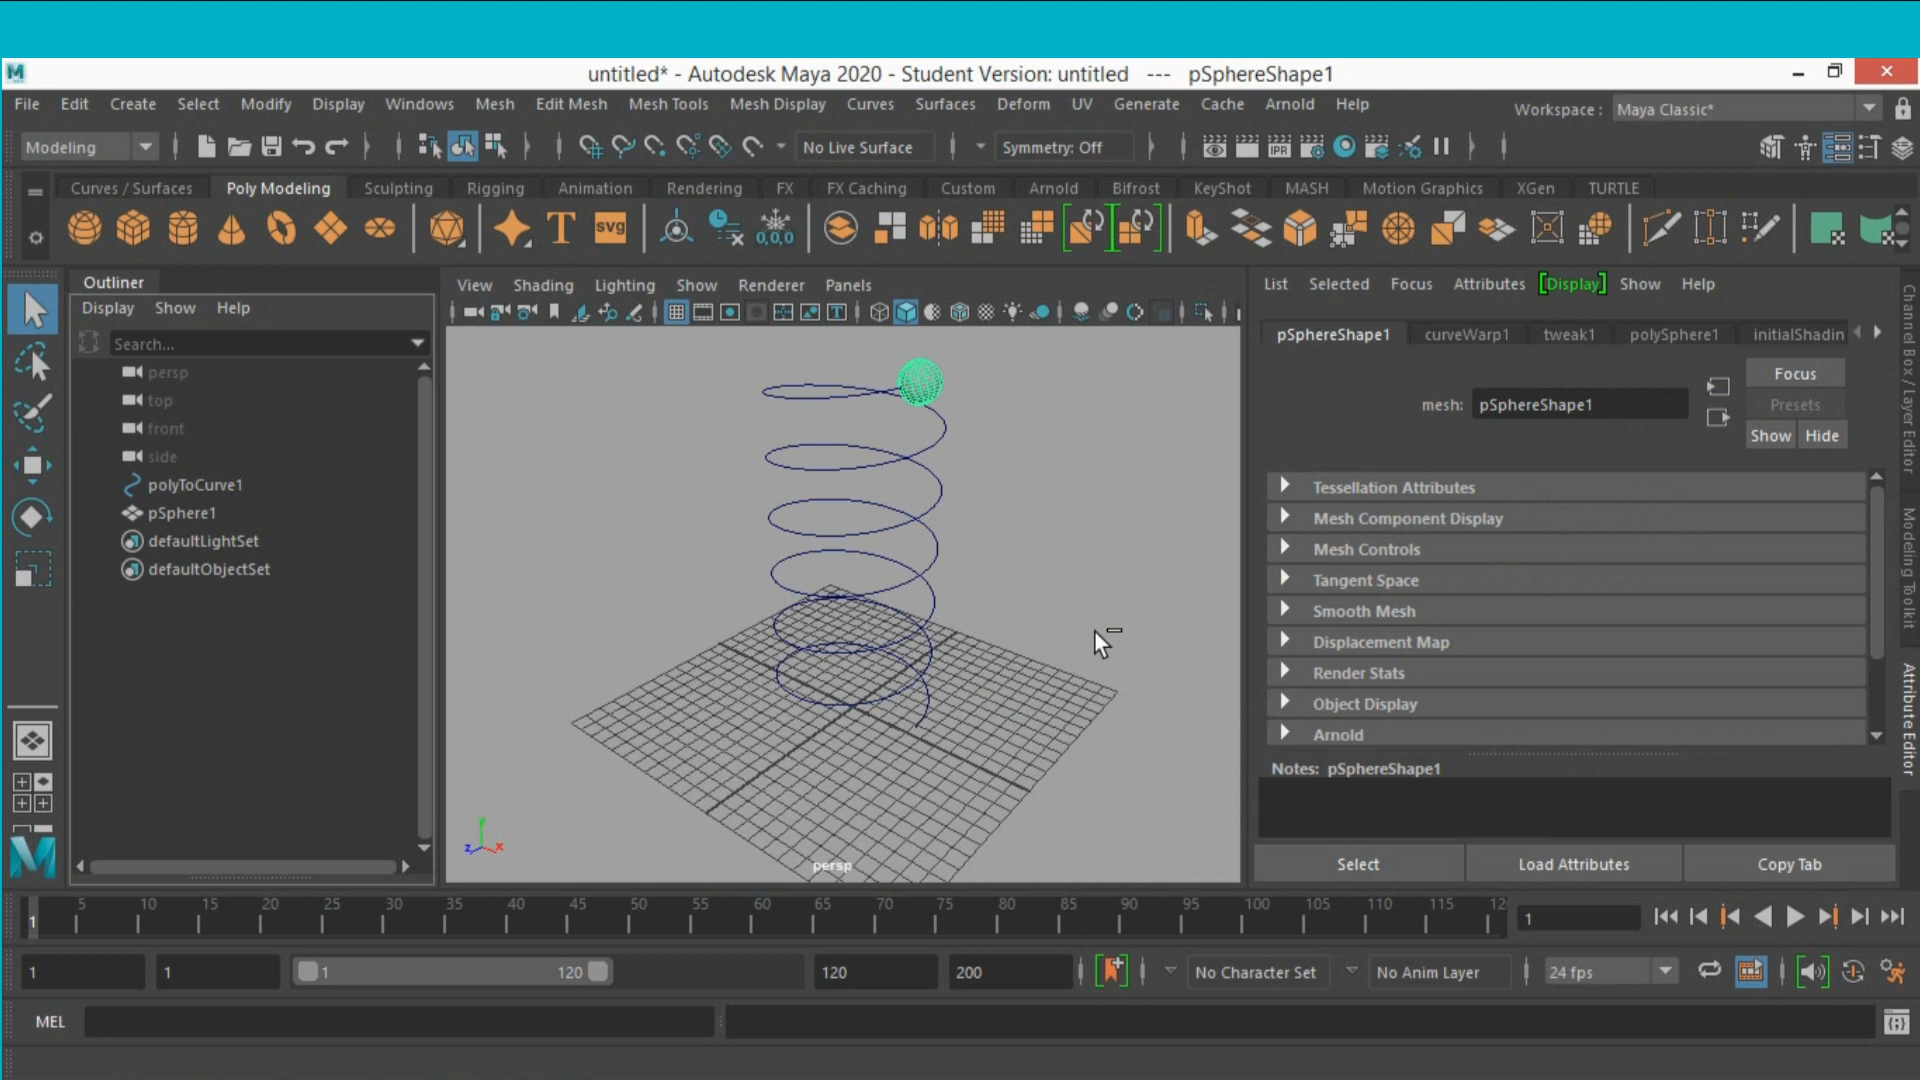 untitled* - Autodesk Maya 2020 - Student Version: untitled --- pSphereShape1
File Edit Create Select Modify Display Windows Mesh Edit Mesh Mesh Tools Mesh Display Curves Surfaces Deform UV Generate Cache Arnold Help
Workspace : Maya Classic*
Modeling No Live Surface Symmetry: Off
IPR
Curves / Surfaces Poly Modeling Sculpting Rigging Animation Rendering FX FX Caching Custom Arnold Bifrost KeyShot MASH Motion Graphics XGen TURTLE
T svg 0,0,0
Outliner
Display Show Help
Search...
persp
top
front
side
polyToCurve1
pSphere1
defaultLightSet
defaultObjectSet
View Shading Lighting Show Renderer Panels
persp
y
z x
List Selected Focus Attributes Display Show Help
pSphereShape1 curveWarp1 tweak1 polySphere1 initialShadin
mesh: pSphereShape1
Focus
Presets
Show Hide
Tessellation Attributes
Mesh Component Display
Mesh Controls
Tangent Space
Smooth Mesh
Displacement Map
Render Stats
Object Display
Arnold
Notes: pSphereShape1
Select Load Attributes Copy Tab
Channel Box / Layer Editor
Modeling Toolkit
Attribute Editor
1 5 10 15 20 25 30 35 40 45 50 55 60 65 70 75 80 85 90 95 100 105 110 115 12
1
1 1 1 120 120 200 No Character Set No Anim Layer 24 fps
MEL